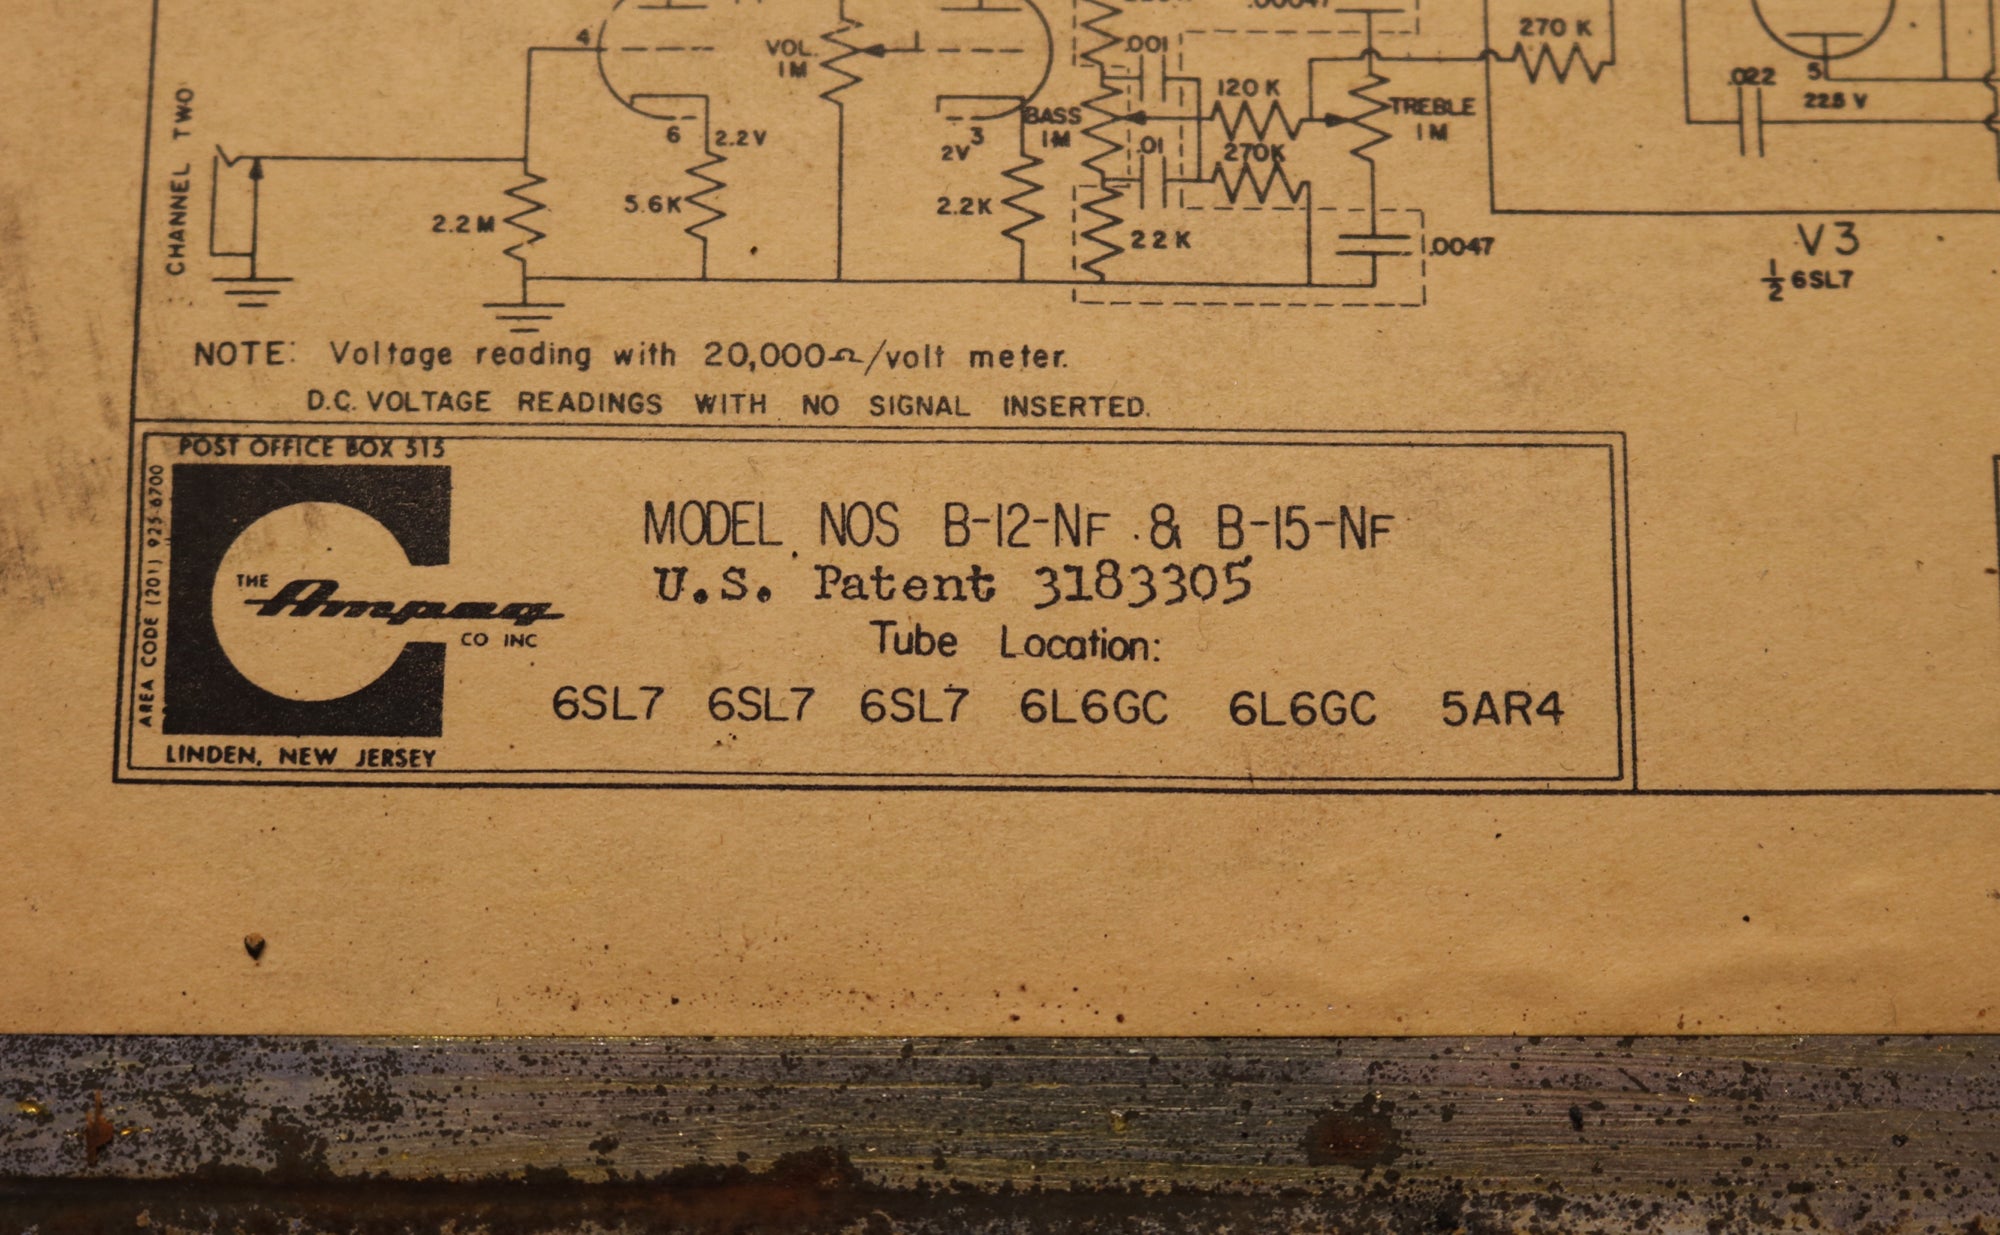 .00047
270 K
4
VOL.
1M
.001
120 K
TREBLE
1M
.022
5
22.5 V
CHANNEL TWO
6
2.2V
3
2V
BASS
1M
.01
270K
2.2M
5.6K
2.2K
22K
.0047
V3
½ 6SL7
NOTE: Voltage reading with 20,000Ω/volt meter.
D.C. VOLTAGE READINGS WITH NO SIGNAL INSERTED.
POST OFFICE BOX 515
AREA CODE (201) 925-6700
THE
Ampeg
CO INC
LINDEN, NEW JERSEY
MODEL NOS B-12-NF & B-15-NF
U.S. Patent 3183305
Tube Location:
6SL7 6SL7 6SL7 6L6GC 6L6GC 5AR4